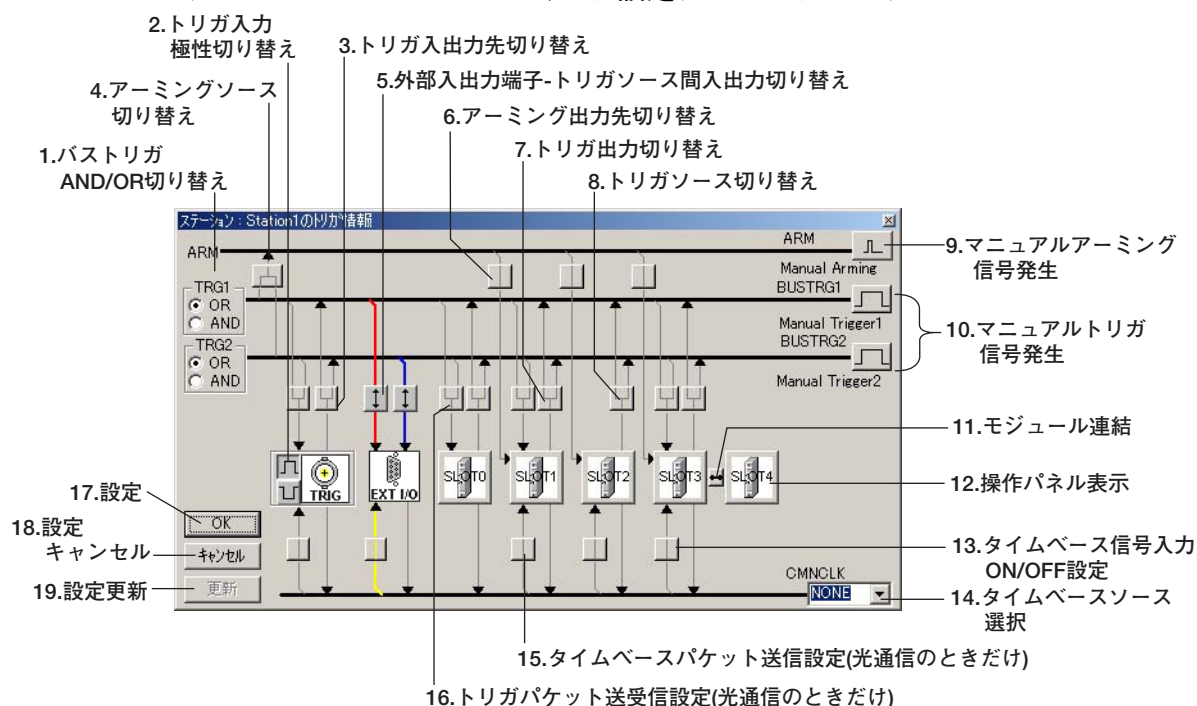 2.トリガ入力
極性切り替え
3.トリガ入出力先切り替え
4.アーミングソース
切り替え
5.外部入出力端子-トリガソース間入出力切り替え
6.アーミング出力先切り替え
1.バストリガ
AND/OR切り替え
7.トリガ出力切り替え
8.トリガソース切り替え
ステーション：Station1のトリガ情報
ARM
ARM
9.マニュアルアーミング
信号発生
Manual Arming
TRG1
OR
AND
BUSTRG1
Manual Trigger1
10.マニュアルトリガ
信号発生
TRG2
OR
AND
BUSTRG2
Manual Trigger2
11.モジュール連結
TRIG
EXT I/O
SLOT0
SLOT1
SLOT2
SLOT3
SLOT4
12.操作パネル表示
17.設定
OK
18.設定
キャンセル
キャンセル
13.タイムベース信号入力
ON/OFF設定
19.設定更新
更新
CMNCLK
NONE
14.タイムベースソース
選択
15.タイムベースパケット送信設定(光通信のときだけ)
16.トリガパケット送受信設定(光通信のときだけ)